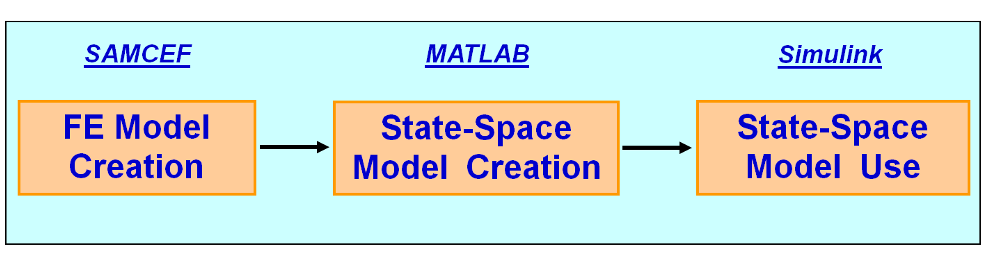 SAMCEF
MATLAB
Simulink
FE Model
Creation
State-Space
Model Creation
State-Space
Model Use